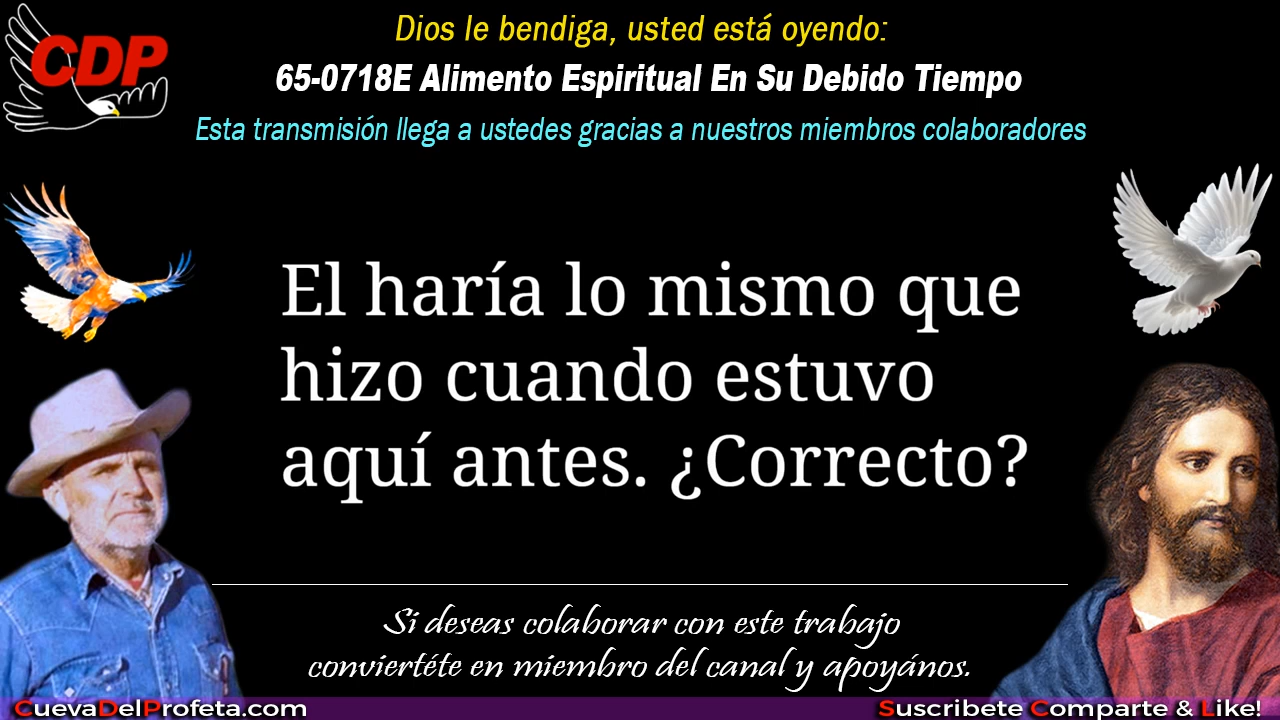 CDP
Dios le bendiga, usted está oyendo:
65-0718E Alimento Espiritual En Su Debido Tiempo
Esta transmisión llega a ustedes gracias a nuestros miembros colaboradores
El haría lo mismo que
hizo cuando estuvo
aquí antes. ¿Correcto?
Si deseas colaborar con este trabajo
conviertéte en miembro del canal y apoyános.
CuevaDelProfeta.com
Suscribete Comparte & Like!